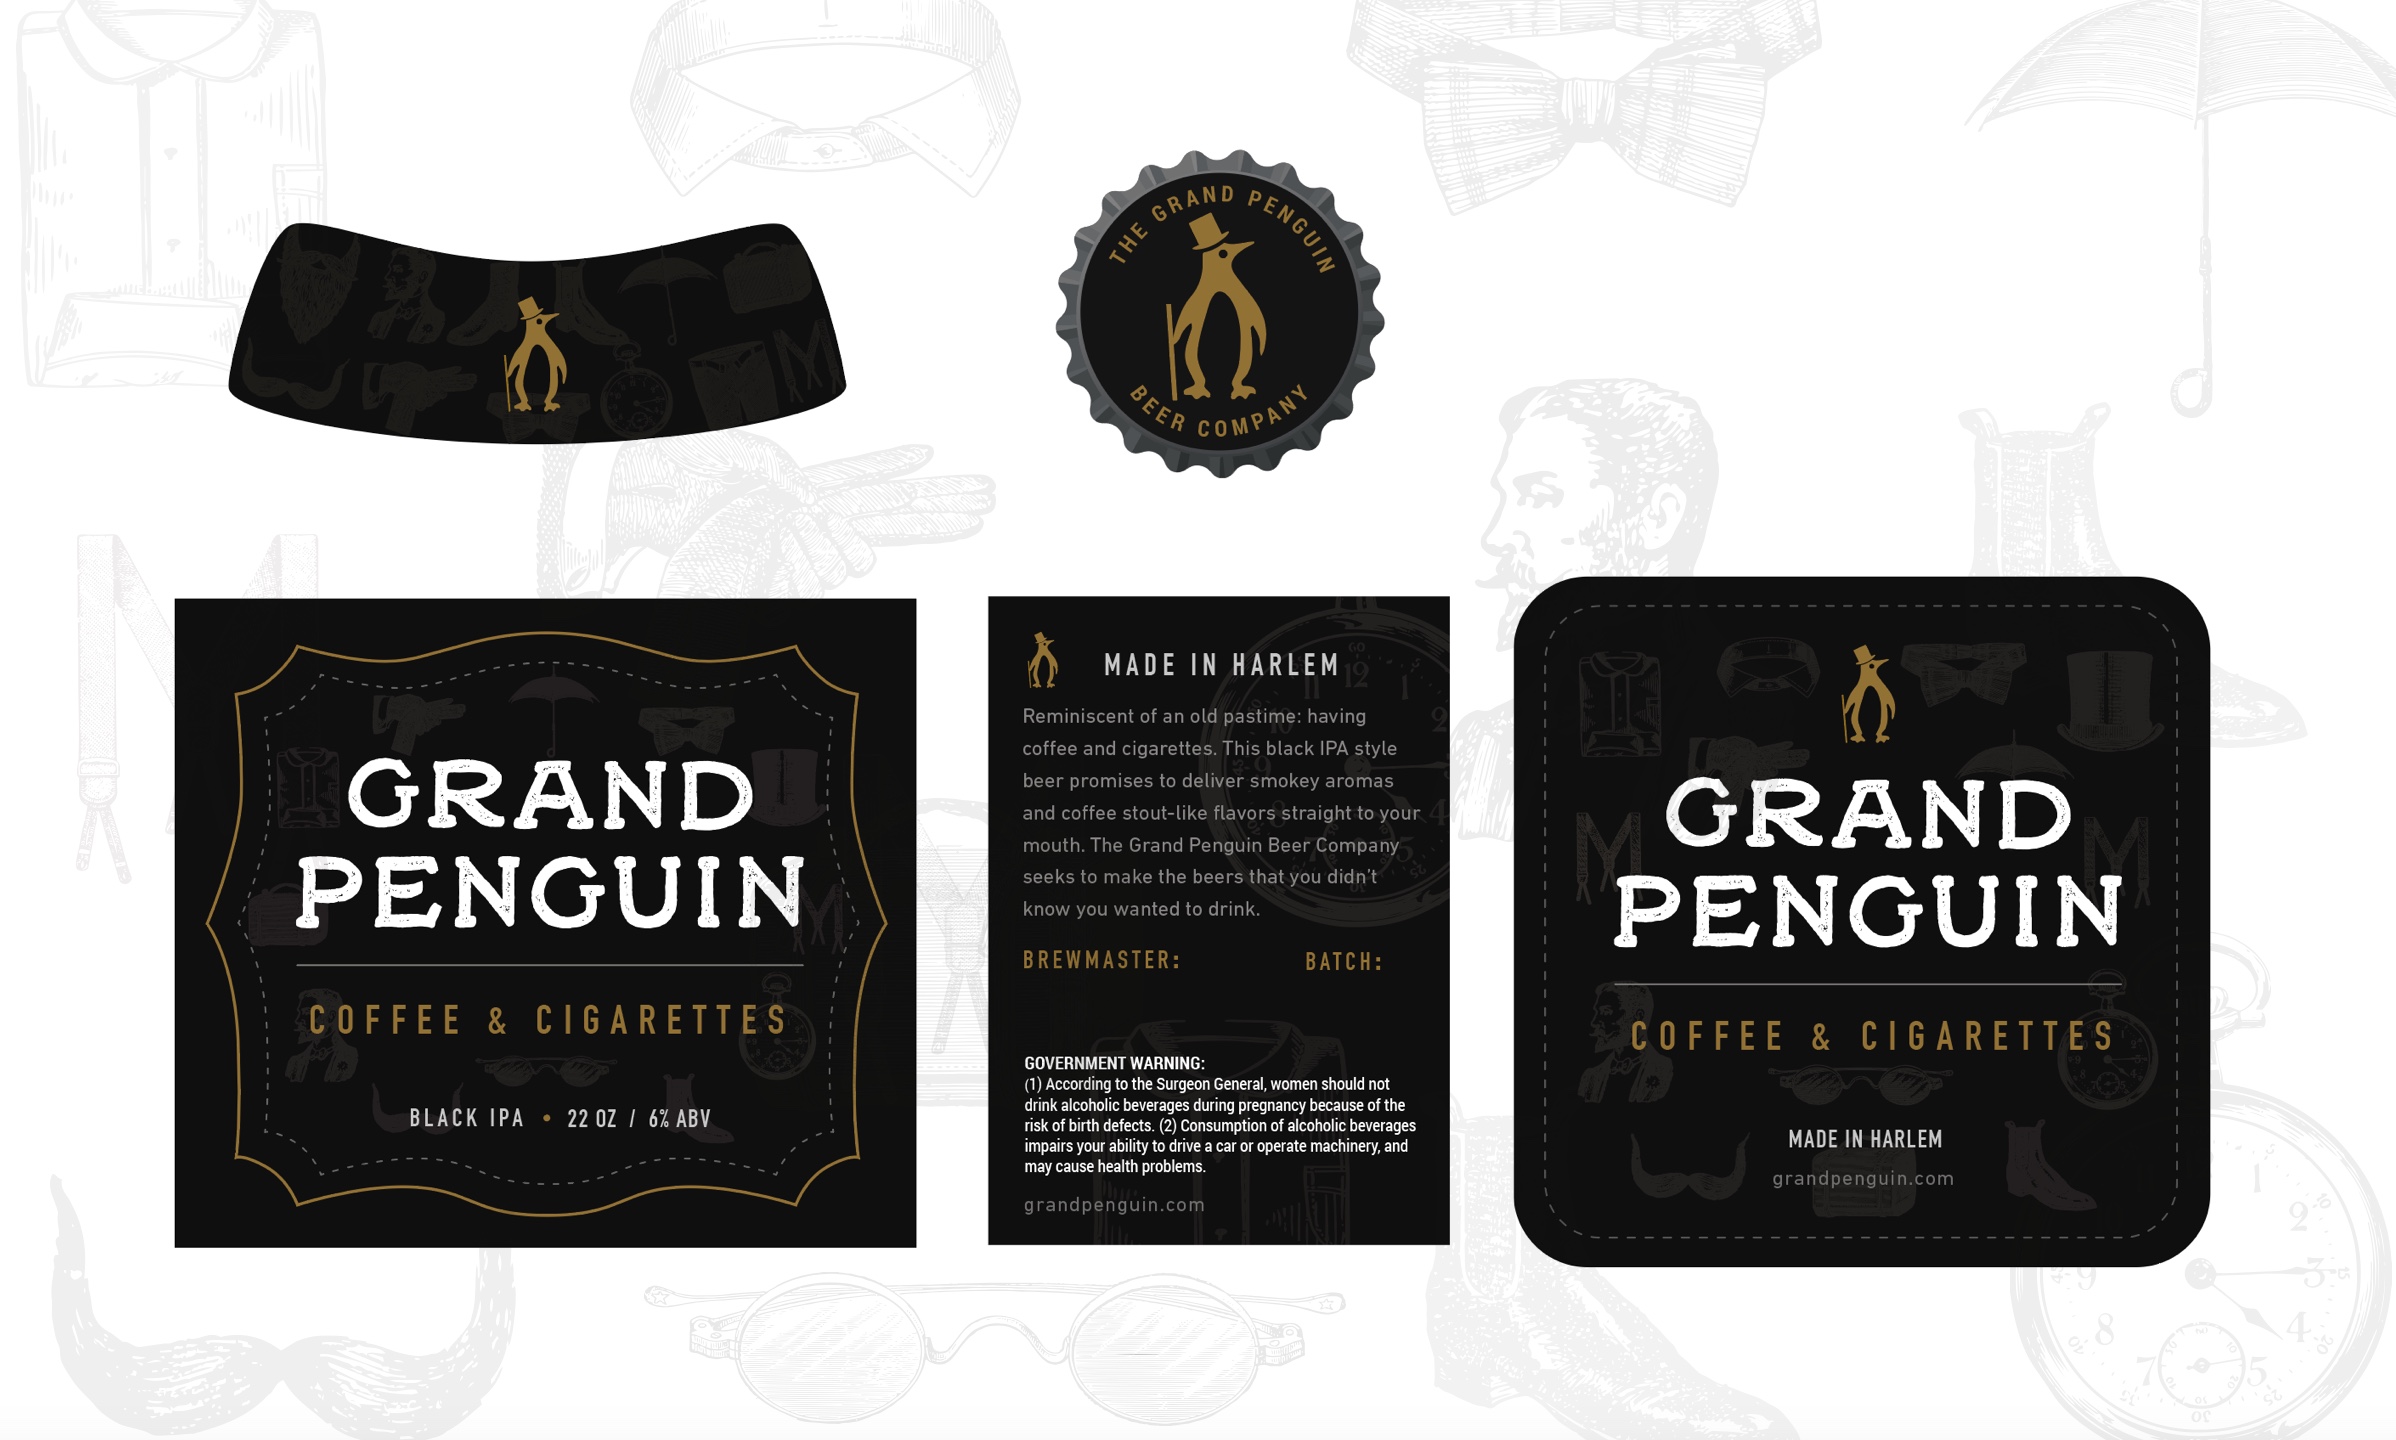 THE GRAND PENGUIN
BEER COMPANY
GRAND
PENGUIN
COFFEE & CIGARETTES
BLACK IPA • 22 OZ / 6% ABV
MADE IN HARLEM
Reminiscent of an old pastime: having
coffee and cigarettes. This black IPA style
beer promises to deliver smokey aromas
and coffee stout-like flavors straight to your
mouth. The Grand Penguin Beer Company
seeks to make the beers that you didn't
know you wanted to drink.
BREWMASTER: BATCH:
GOVERNMENT WARNING:
(1) According to the Surgeon General, women should not
drink alcoholic beverages during pregnancy because of the
risk of birth defects. (2) Consumption of alcoholic beverages
impairs your ability to drive a car or operate machinery, and
may cause health problems.
grandpenguin.com
GRAND
PENGUIN
COFFEE & CIGARETTES
MADE IN HARLEM
grandpenguin.com